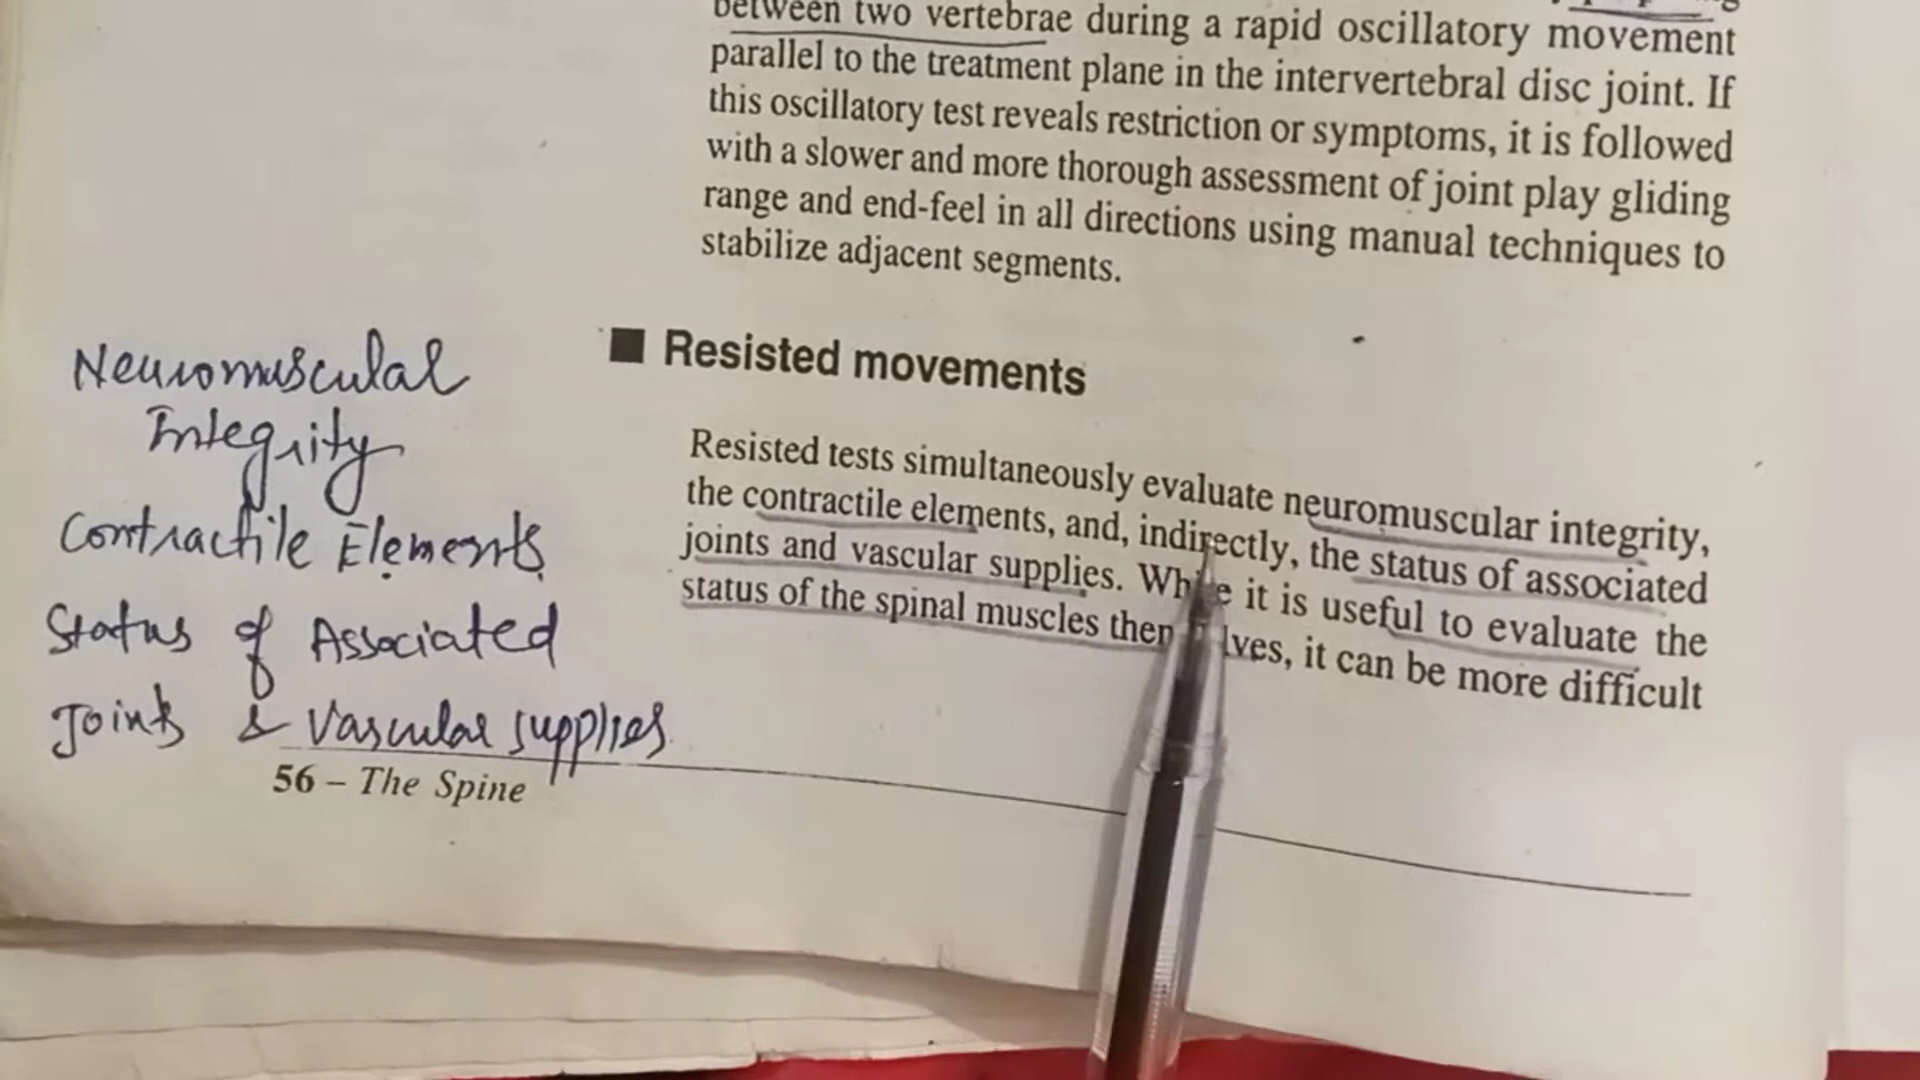 between two vertebrae during a rapid oscillatory movement
parallel to the treatment plane in the intervertebral disc joint. If
this oscillatory test reveals restriction or symptoms, it is followed
with a slower and more thorough assessment of joint play gliding
range and end-feel in all directions using manual techniques to
stabilize adjacent segments.
■ Resisted movements
Resisted tests simultaneously evaluate neuromuscular integrity,
the contractile elements, and, indirectly, the status of associated
joints and vascular supplies. While it is useful to evaluate the
status of the spinal muscles themselves, it can be more difficult
Neuromuscular
Integrity
Contractile Elements
Status of Associated
Joints & Vascular supplies
56 – The Spine